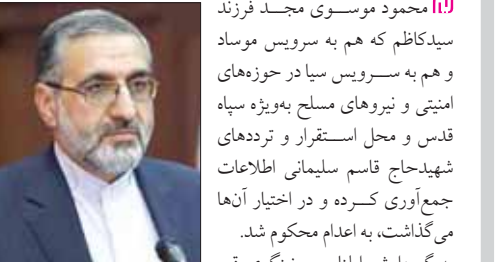 محمود موسوی مجد فرزند
سیدکاظم که هم به سرویس موساد
و هم به سرویس سیا در حوزه‌های
امنیتی و نیروهای مسلح به‌ویژه سپاه
قدس و محل استقرار و ترددهای
شهیدحاج قاسم سلیمانی اطلاعات
جمع‌آوری کرده و در اختیار آن‌ها
می‌گذاشت، به اعدام محکوم شد.